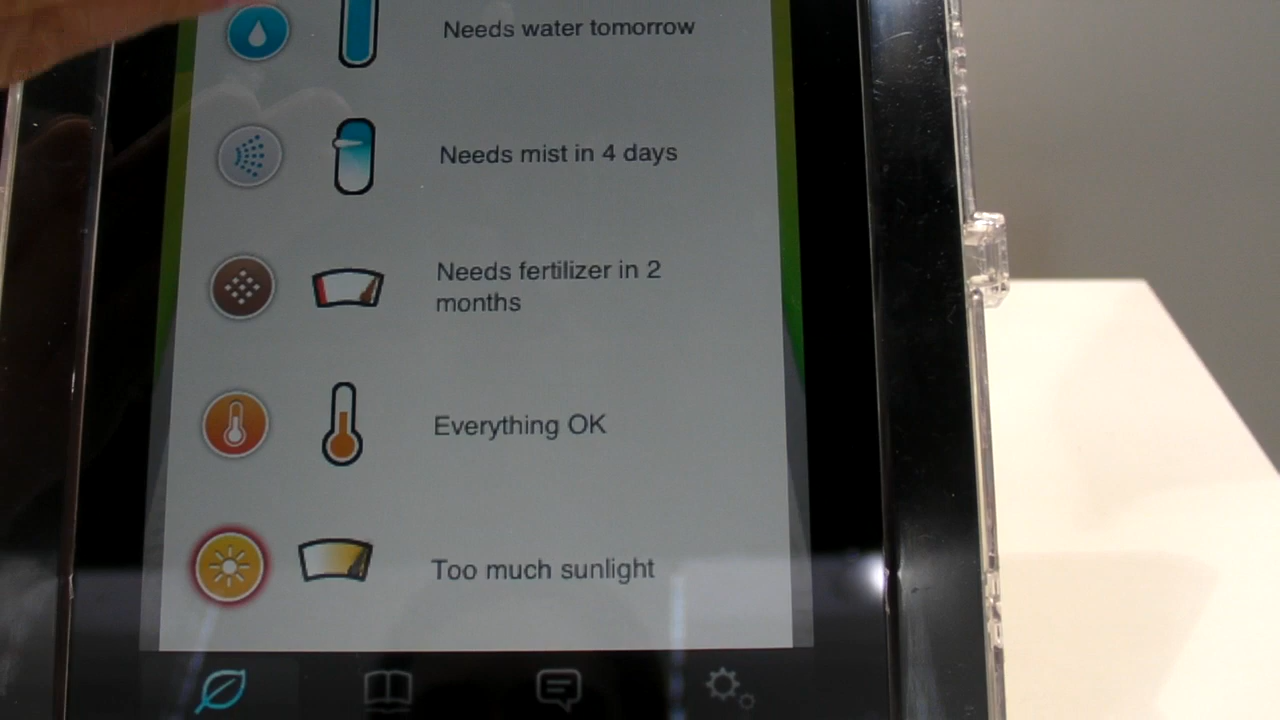 Needs water tomorrow
Needs mist in 4 days
Needs fertilizer in 2
months
Everything OK
Too much sunlight